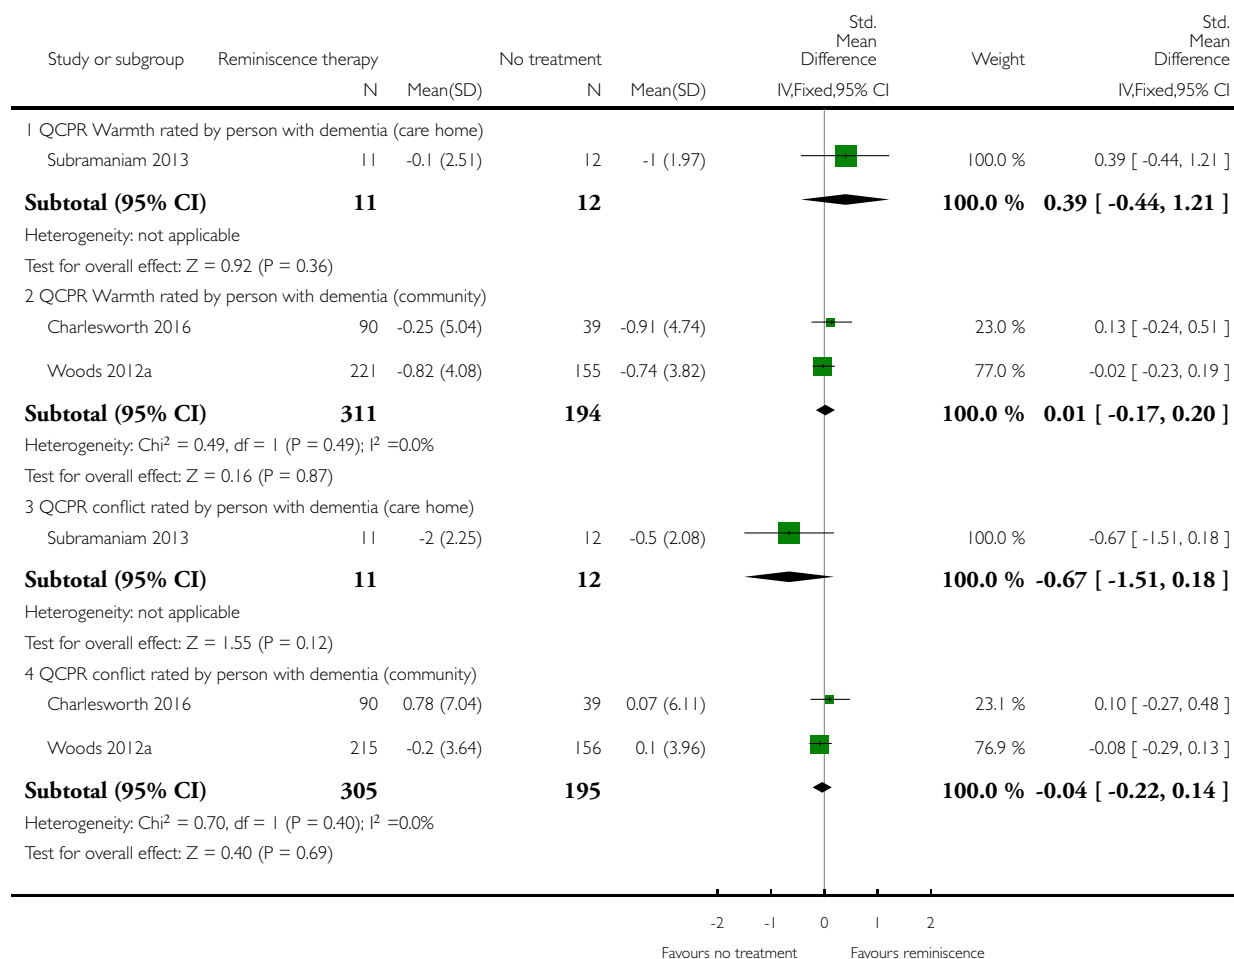 Std. Mean Difference Std. Mean Difference
Study or subgroup Reminiscence therapy No treatment Weight
N Mean(SD) N Mean(SD) IV,Fixed,95% CI IV,Fixed,95% CI
1 QCPR Warmth rated by person with dementia (care home)
Subramaniam 2013 11 -0.1 (2.51) 12 -1 (1.97) 100.0 % 0.39 [ -0.44, 1.21 ]
Subtotal (95% CI) 11 12 100.0 % 0.39 [ -0.44, 1.21 ]
Heterogeneity: not applicable
Test for overall effect: Z = 0.92 (P = 0.36)
2 QCPR Warmth rated by person with dementia (community)
Charlesworth 2016 90 -0.25 (5.04) 39 -0.91 (4.74) 23.0 % 0.13 [ -0.24, 0.51 ]
Woods 2012a 221 -0.82 (4.08) 155 -0.74 (3.82) 77.0 % -0.02 [ -0.23, 0.19 ]
Subtotal (95% CI) 311 194 100.0 % 0.01 [ -0.17, 0.20 ]
Heterogeneity: Chi² = 0.49, df = 1 (P = 0.49); I² =0.0%
Test for overall effect: Z = 0.16 (P = 0.87)
3 QCPR conflict rated by person with dementia (care home)
Subramaniam 2013 11 -2 (2.25) 12 -0.5 (2.08) 100.0 % -0.67 [ -1.51, 0.18 ]
Subtotal (95% CI) 11 12 100.0 % -0.67 [ -1.51, 0.18 ]
Heterogeneity: not applicable
Test for overall effect: Z = 1.55 (P = 0.12)
4 QCPR conflict rated by person with dementia (community)
Charlesworth 2016 90 0.78 (7.04) 39 0.07 (6.11) 23.1 % 0.10 [ -0.27, 0.48 ]
Woods 2012a 215 -0.2 (3.64) 156 0.1 (3.96) 76.9 % -0.08 [ -0.29, 0.13 ]
Subtotal (95% CI) 305 195 100.0 % -0.04 [ -0.22, 0.14 ]
Heterogeneity: Chi² = 0.70, df = 1 (P = 0.40); I² =0.0%
Test for overall effect: Z = 0.40 (P = 0.69)
-2 -1 0 1 2
Favours no treatment Favours reminiscence